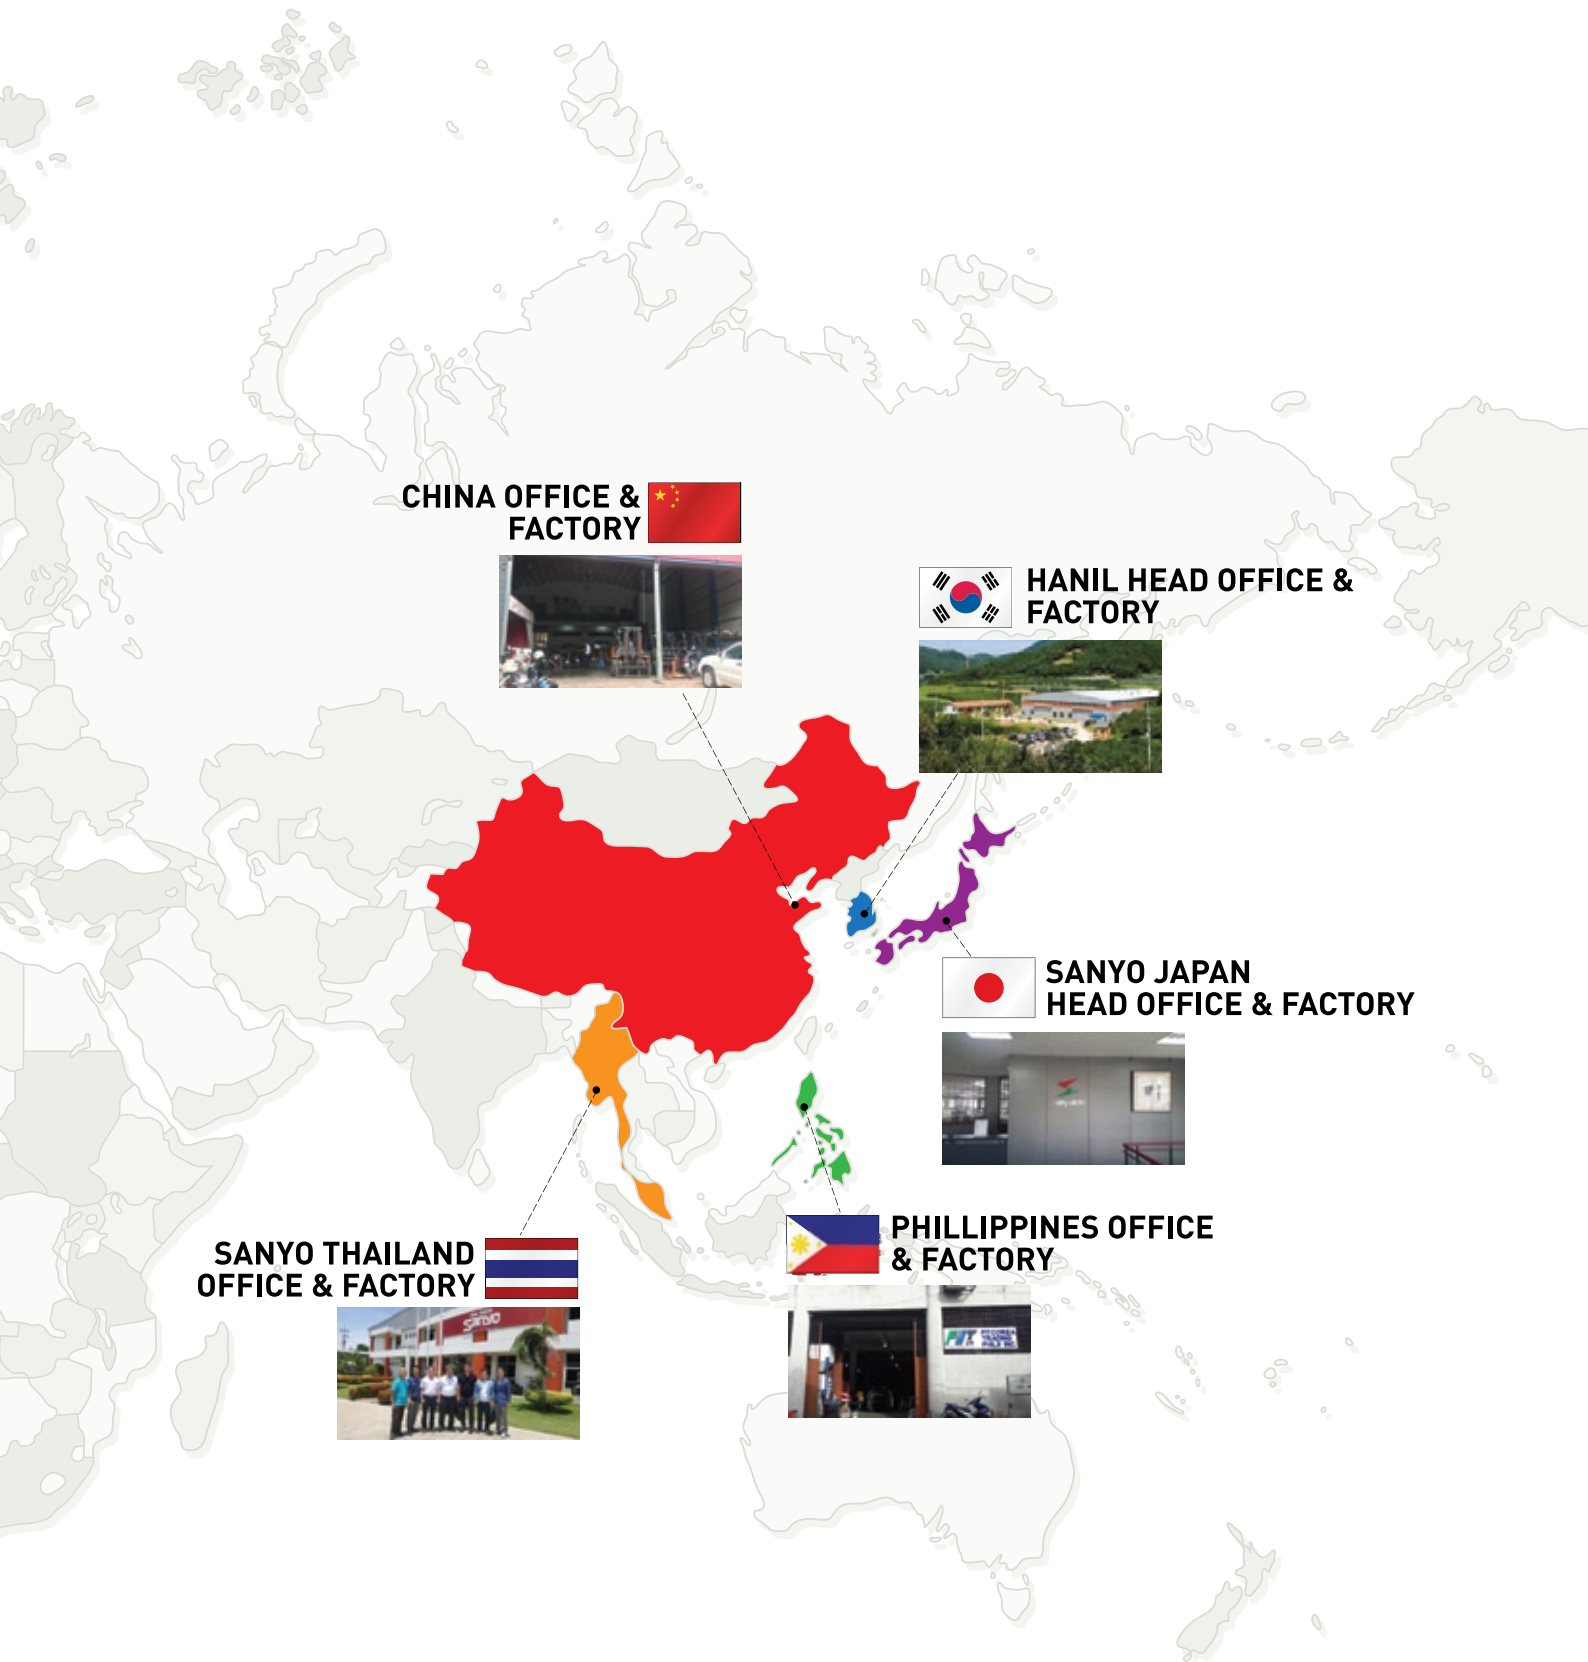 CHINA OFFICE &
FACTORY
HANIL HEAD OFFICE &
FACTORY
SANYO JAPAN
HEAD OFFICE & FACTORY
SANYO THAILAND
OFFICE & FACTORY
Sanyo
PHILLIPPINES OFFICE
& FACTORY